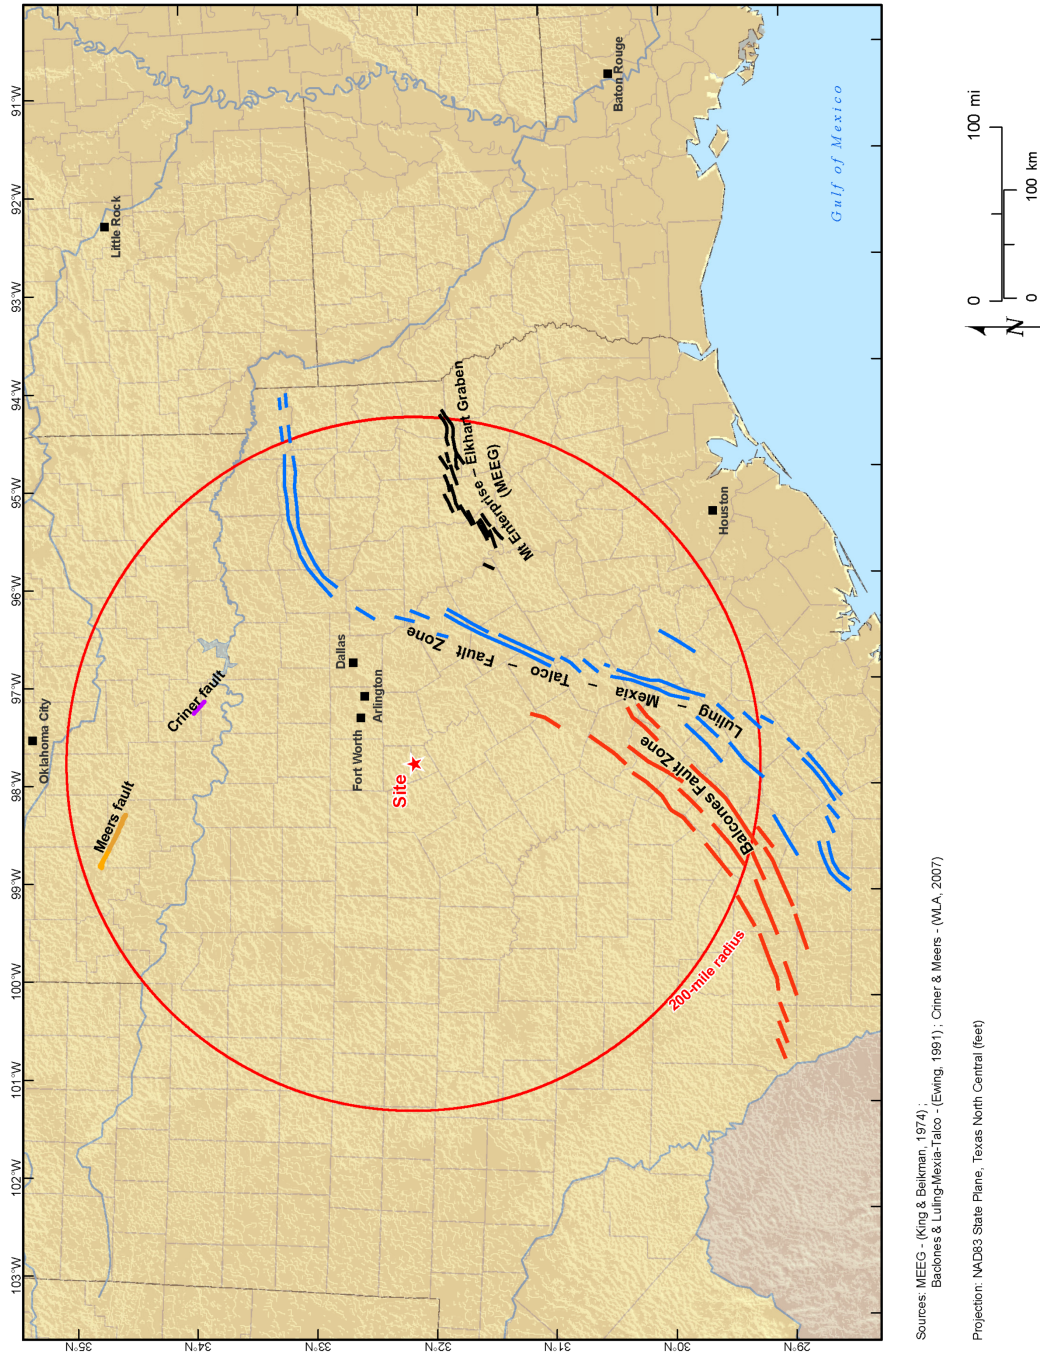 103°W
102°W
101°W
100°W
99°W
98°W
97°W
96°W
95°W
94°W
93°W
92°W
91°W
35°N
34°N
33°N
32°N
31°N
30°N
29°N
Oklahoma City
Little Rock
Meers fault
Criner fault
Dallas
Fort Worth
Arlington
Site
Mt Enterprise – Elkhart Graben
(MEEG)
Luling – Mexia – Talco – Fault Zone
Balcones Fault Zone
200-mile radius
Houston
Baton Rouge
Gulf of Mexico
Sources: MEEG - (King & Beikman, 1974) ;
Baclones & Luling-Mexia-Talco - (Ewing, 1991) ; Criner & Meers - (WLA, 2007)
Projection: NAD83 State Plane, Texas North Central (feet)
N
0 100 mi
0 100 km